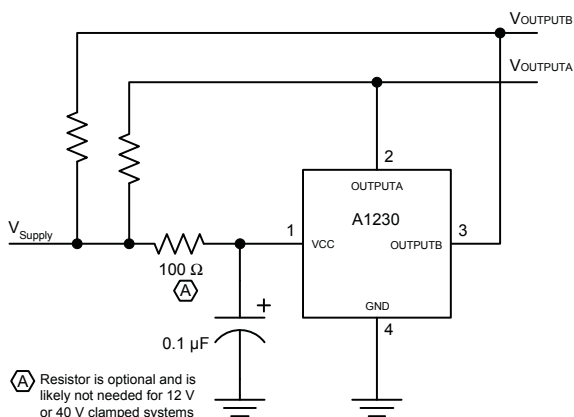 VOUTPUTB
VOUTPUTA
2
OUTPUTA
A1230
VSupply
1
VCC
OUTPUTB
3
100 Ω
A
GND
4
+
0.1 µF
A Resistor is optional and is
likely not needed for 12 V
or 40 V clamped systems